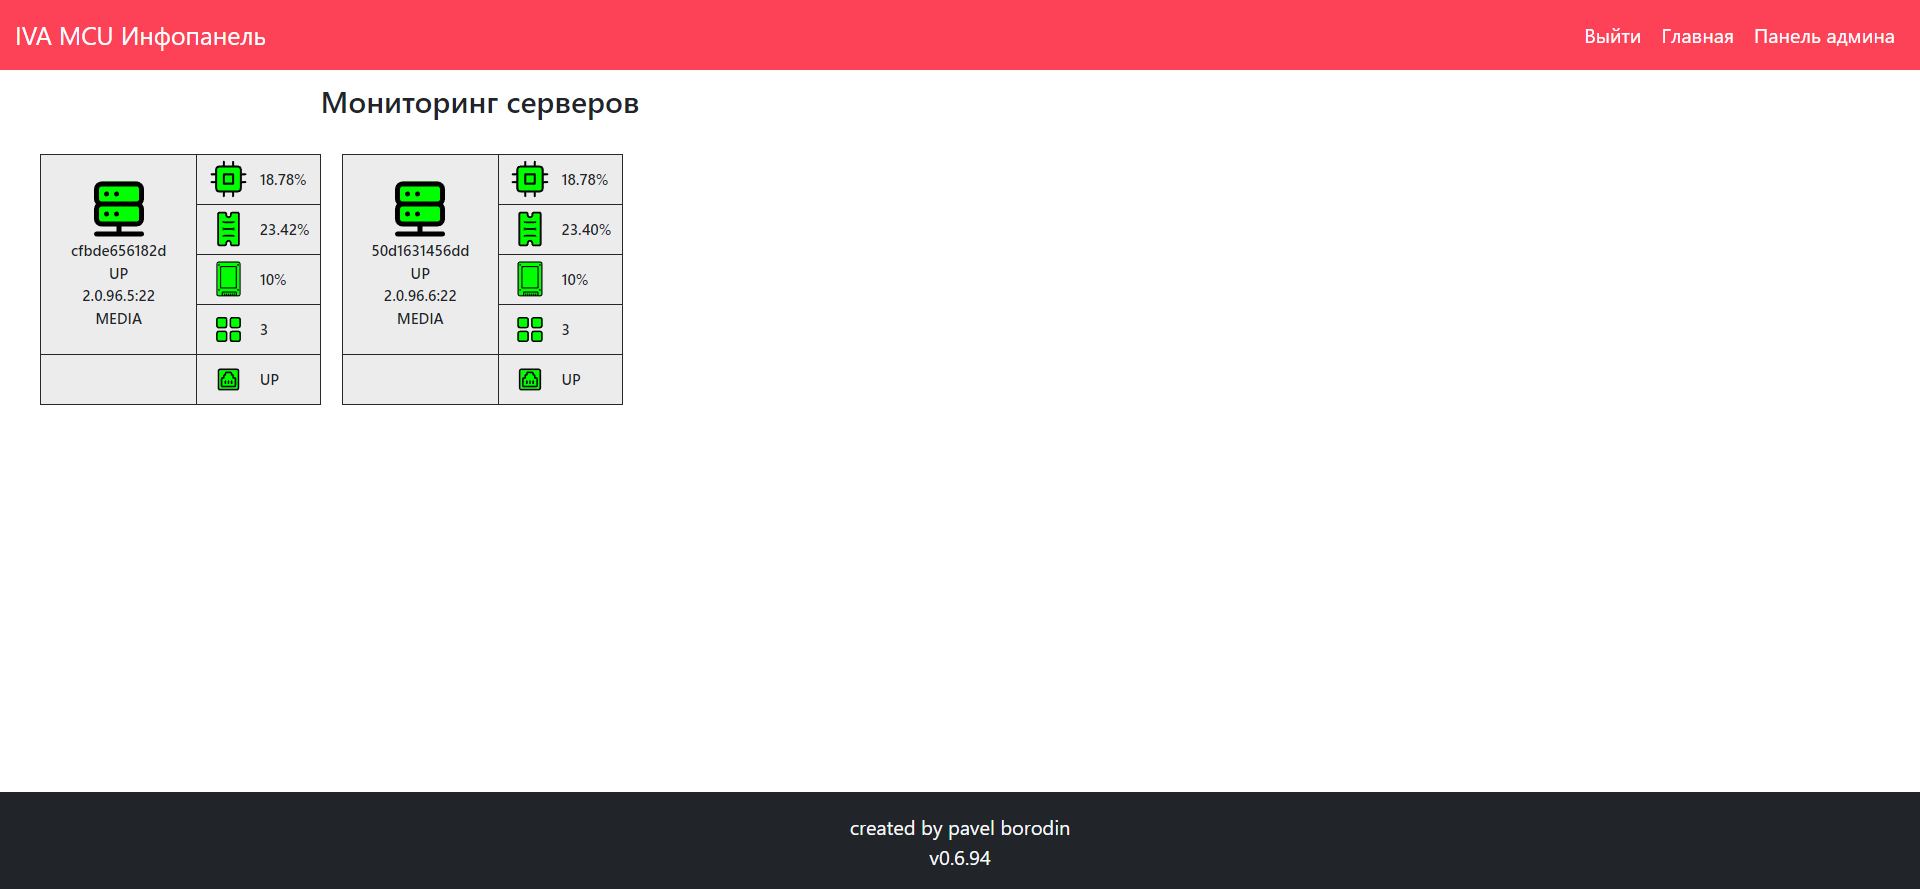 IVA MCU Инфопанель
Выйти Главная Панель админа
Мониторинг серверов
cfbde656182d
UP
2.0.96.5:22
MEDIA
18.78%
23.42%
10%
3
UP
50d1631456dd
UP
2.0.96.6:22
MEDIA
18.78%
23.40%
10%
3
UP
created by pavel borodin
v0.6.94